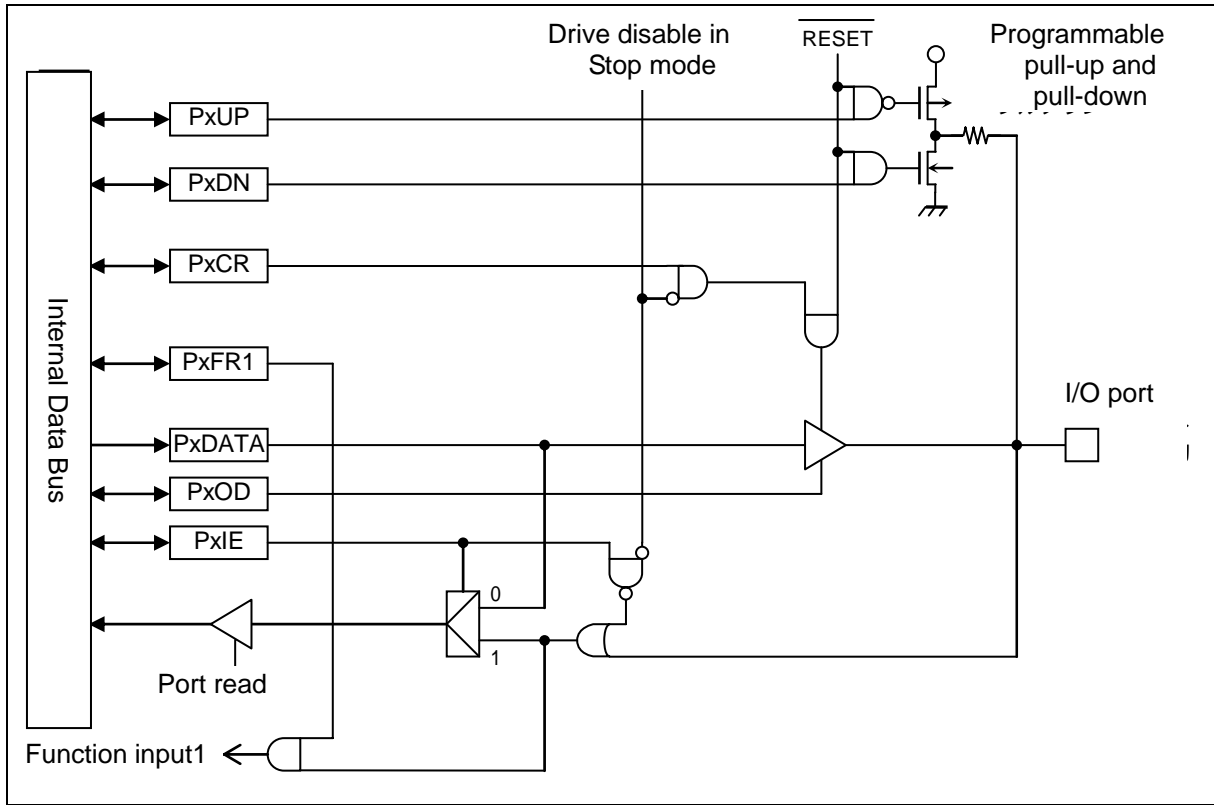 Drive disable in
Stop mode
RESET
Programmable
pull-up and
pull-down
PxUP
PxDN
PxCR
PxFR1
PxDATA
PxOD
PxIE
Internal Data Bus
I/O port
0
1
Port read
Function input1